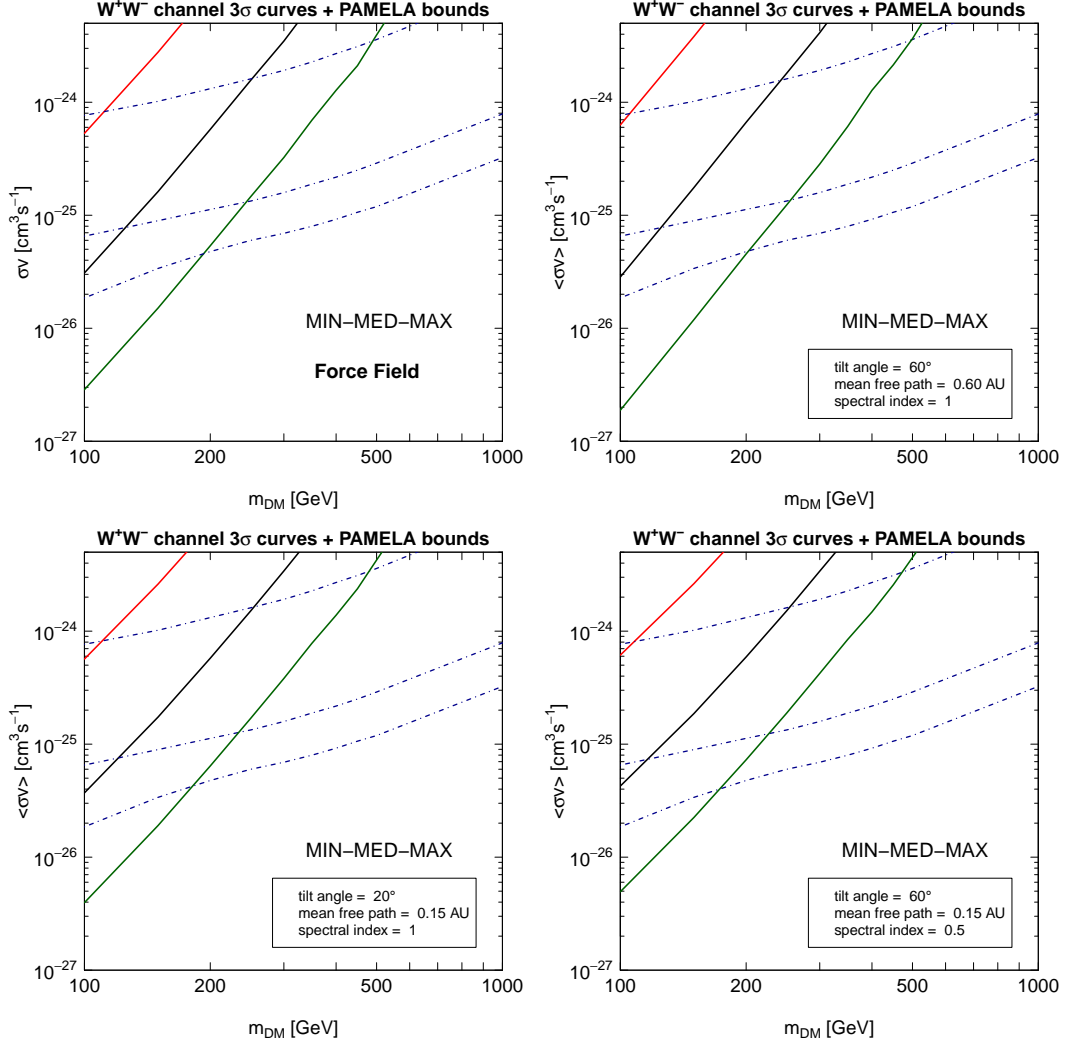 W⁺W⁻ channel 3σ curves + PAMELA bounds
10⁻²⁴
10⁻²⁵
10⁻²⁶
10⁻²⁷
σv [cm³s⁻¹]
MIN−MED−MAX
Force Field
100 200 500 1000
m_DM [GeV]
W⁺W⁻ channel 3σ curves + PAMELA bounds
10⁻²⁴
10⁻²⁵
10⁻²⁶
10⁻²⁷
<σv> [cm³s⁻¹]
MIN−MED−MAX
tilt angle = 60°
mean free path = 0.60 AU
spectral index = 1
100 200 500 1000
m_DM [GeV]
W⁺W⁻ channel 3σ curves + PAMELA bounds
10⁻²⁴
10⁻²⁵
10⁻²⁶
10⁻²⁷
<σv> [cm³s⁻¹]
MIN−MED−MAX
tilt angle = 20°
mean free path = 0.15 AU
spectral index = 1
100 200 500 1000
m_DM [GeV]
W⁺W⁻ channel 3σ curves + PAMELA bounds
10⁻²⁴
10⁻²⁵
10⁻²⁶
10⁻²⁷
<σv> [cm³s⁻¹]
MIN−MED−MAX
tilt angle = 60°
mean free path = 0.15 AU
spectral index = 0.5
100 200 500 1000
m_DM [GeV]